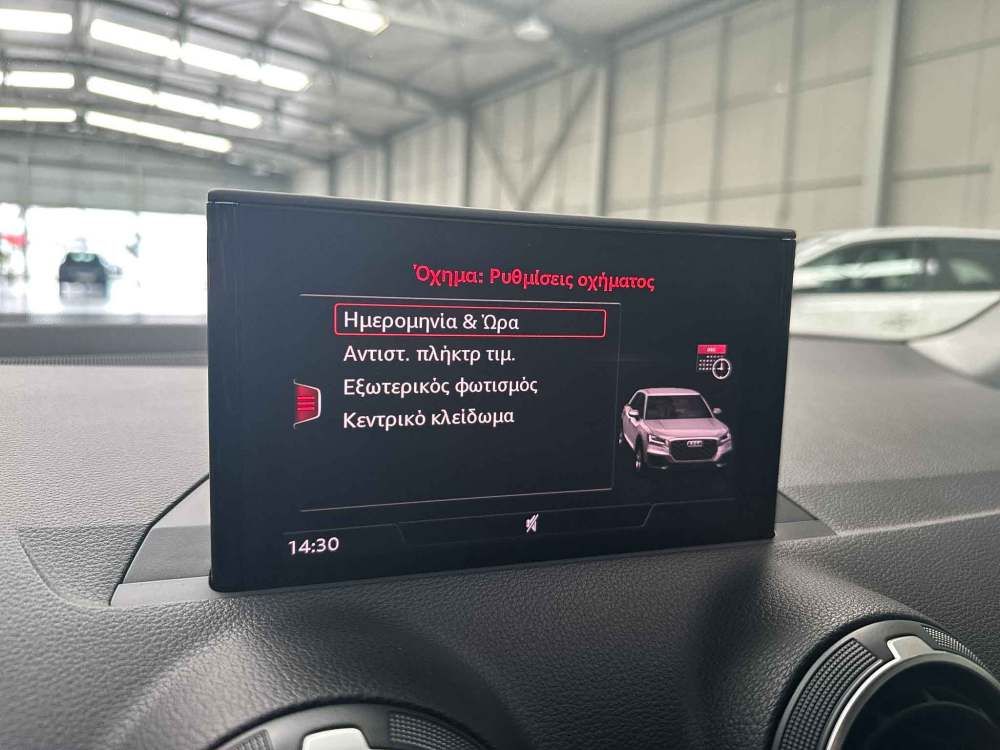 Όχημα: Ρυθμίσεις οχήματος
Ημερομηνία & Ώρα
Αντιστ. πλήκτρ τιμ.
Εξωτερικός φωτισμός
Κεντρικό κλείδωμα
14:30